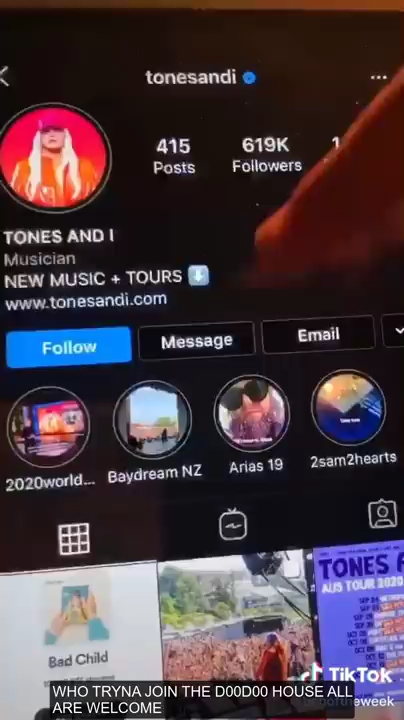 tonesandi
415
619K
Posts
Followers
TONES AND I
Musician
NEW MUSIC + TOURS
www.tonesandi.com
Follow
Message
Email
2020world...
Baydream NZ
Arias 19
2sam2hearts
Bad Child
TONES
AUS TOUR 2020
TikTok
WHO TRYNA JOIN THE D00D00 HOUSE ALL
ARE WELCOME